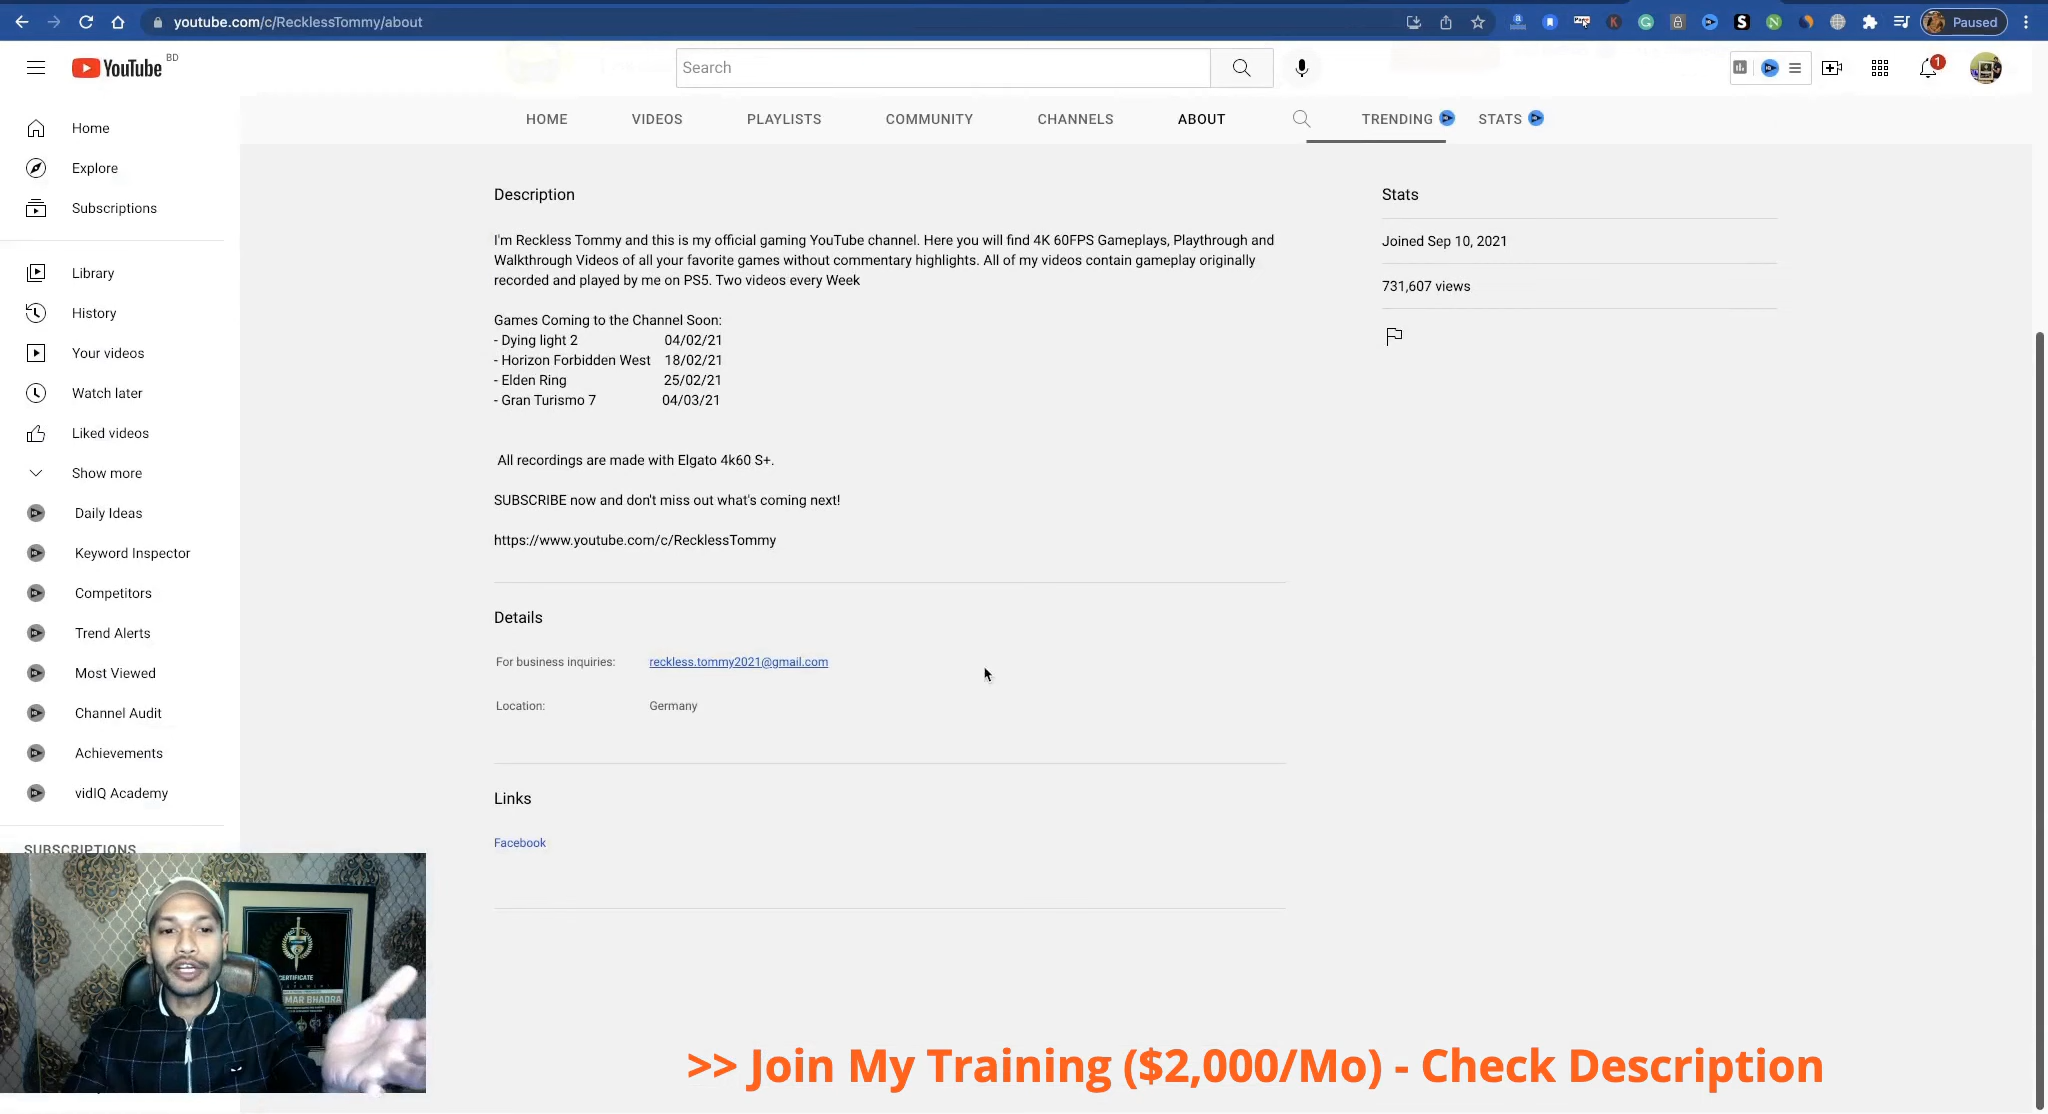 youtube.com/c/RecklessTommy/about
Paused
YouTube BD
Search
1
HOME VIDEOS PLAYLISTS COMMUNITY CHANNELS ABOUT TRENDING STATS
Home
Explore
Subscriptions
Library
History
Your videos
Watch later
Liked videos
Show more
Daily Ideas
Keyword Inspector
Competitors
Trend Alerts
Most Viewed
Channel Audit
Achievements
vidIQ Academy
SUBSCRIPTIONS
Description
I'm Reckless Tommy and this is my official gaming YouTube channel. Here you will find 4K 60FPS Gameplays, Playthrough and
Walkthrough Videos of all your favorite games without commentary highlights. All of my videos contain gameplay originally
recorded and played by me on PS5. Two videos every Week
Games Coming to the Channel Soon:
- Dying light 2 04/02/21
- Horizon Forbidden West 18/02/21
- Elden Ring 25/02/21
- Gran Turismo 7 04/03/21
All recordings are made with Elgato 4k60 S+.
SUBSCRIBE now and don't miss out what's coming next!
https://www.youtube.com/c/RecklessTommy
Details
For business inquiries: reckless.tommy2021@gmail.com
Location: Germany
Links
Facebook
Stats
Joined Sep 10, 2021
731,607 views
CERTIFICATE
MAR BHADRA
>> Join My Training ($2,000/Mo) - Check Description